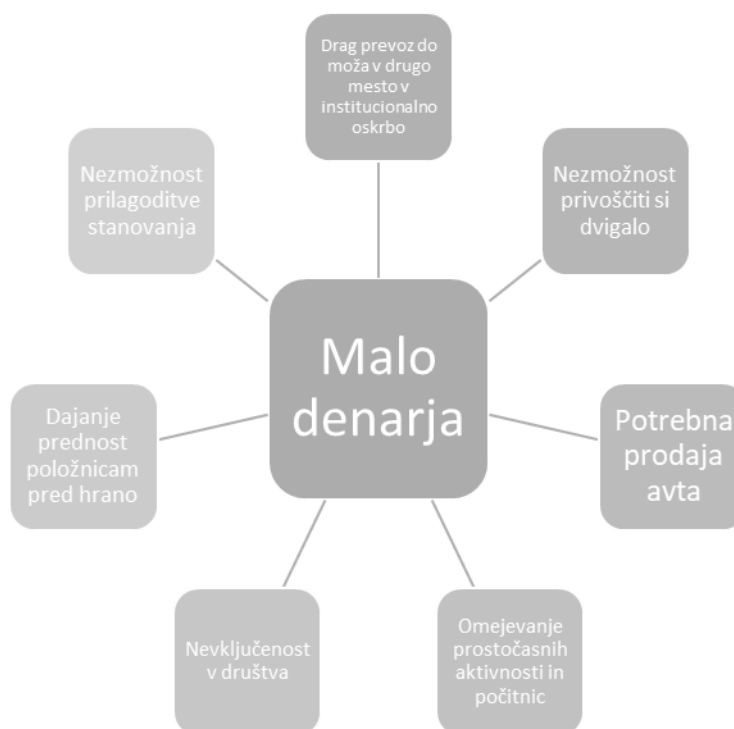 Drag prevoz do
moža v drugo
mesto v
institucionalno
oskrbo
Nezmožnost
privoščiti si
dvigalo
Potrebna
prodaja
avta
Omejevanje
prostočasnih
aktivnosti in
počitnic
Nevključenost
v društva
Dajanje
prednost
položnicam
pred hrano
Nezmožnost
prilagoditve
stanovanja
Malo
denarja